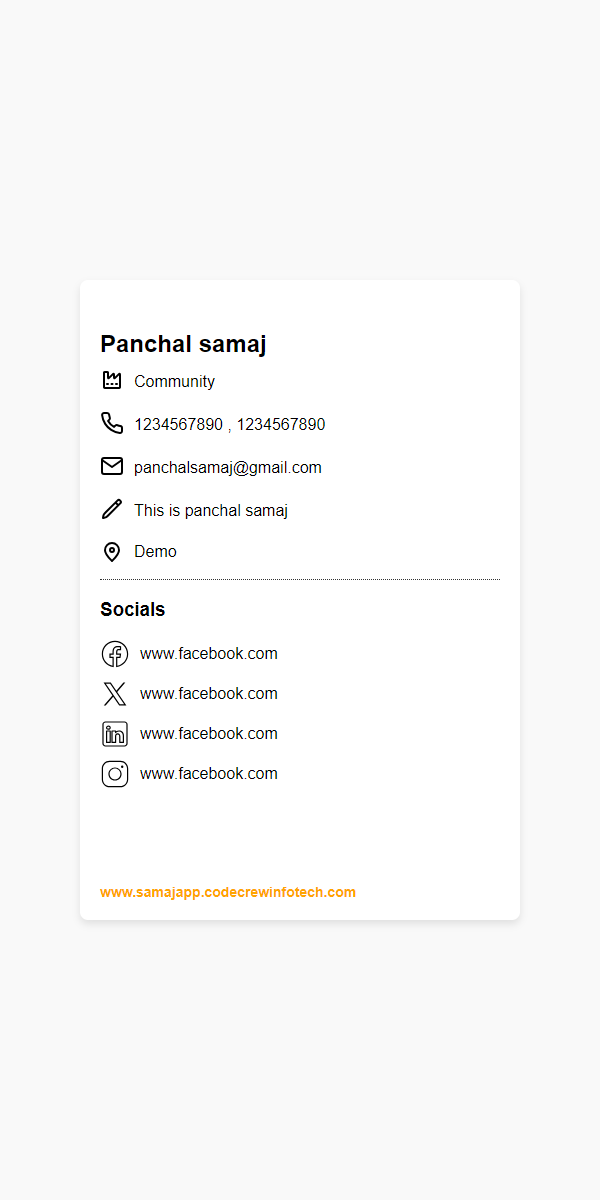 Panchal samaj
Community
1234567890 , 1234567890
panchalsamaj@gmail.com
This is panchal samaj
Demo
Socials
www.facebook.com
www.facebook.com
www.facebook.com
www.facebook.com
www.samajapp.codecrewinfotech.com